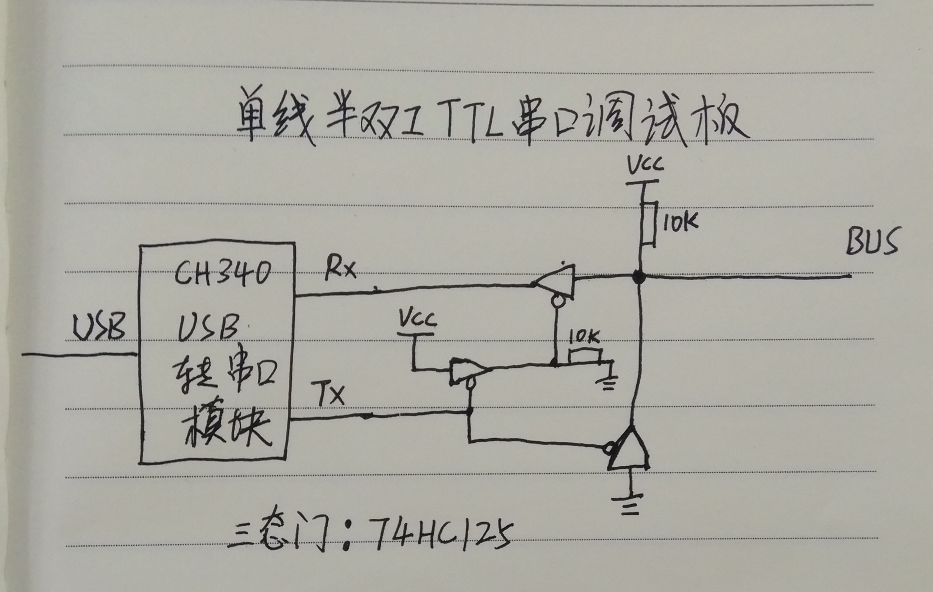 单线半双工TTL串口调试板
VCC
10K
BUS
CH340
USB
转串口
模块
Rx
USB
VCC
10K
Tx
三态门：74HC125